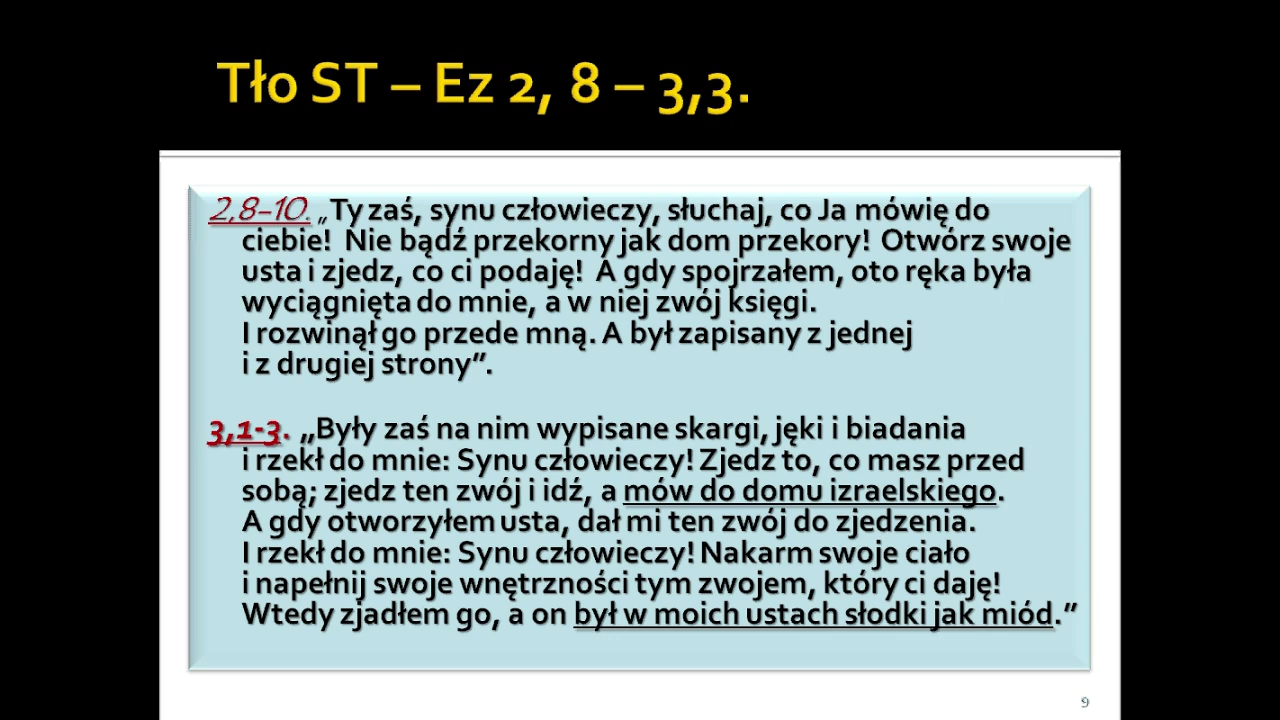 Tło ST – Ez 2, 8 – 3,3.
2,8-10. „Ty zaś, synu człowieczy, słuchaj, co Ja mówię do
ciebie! Nie bądź przekorny jak dom przekory! Otwórz swoje
usta i zjedz, co ci podaję! A gdy spojrzałem, oto ręka była
wyciągnięta do mnie, a w niej zwój księgi.
I rozwinął go przede mną. A był zapisany z jednej
i z drugiej strony”.
3,1-3. „Były zaś na nim wypisane skargi, jęki i biadania
i rzekł do mnie: Synu człowieczy! Zjedz to, co masz przed
sobą; zjedz ten zwój i idź, a mów do domu izraelskiego.
A gdy otworzyłem usta, dał mi ten zwój do zjedzenia.
I rzekł do mnie: Synu człowieczy! Nakarm swoje ciało
i napełnij swoje wnętrzności tym zwojem, który ci daję!
Wtedy zjadłem go, a on był w moich ustach słodki jak miód.”
9